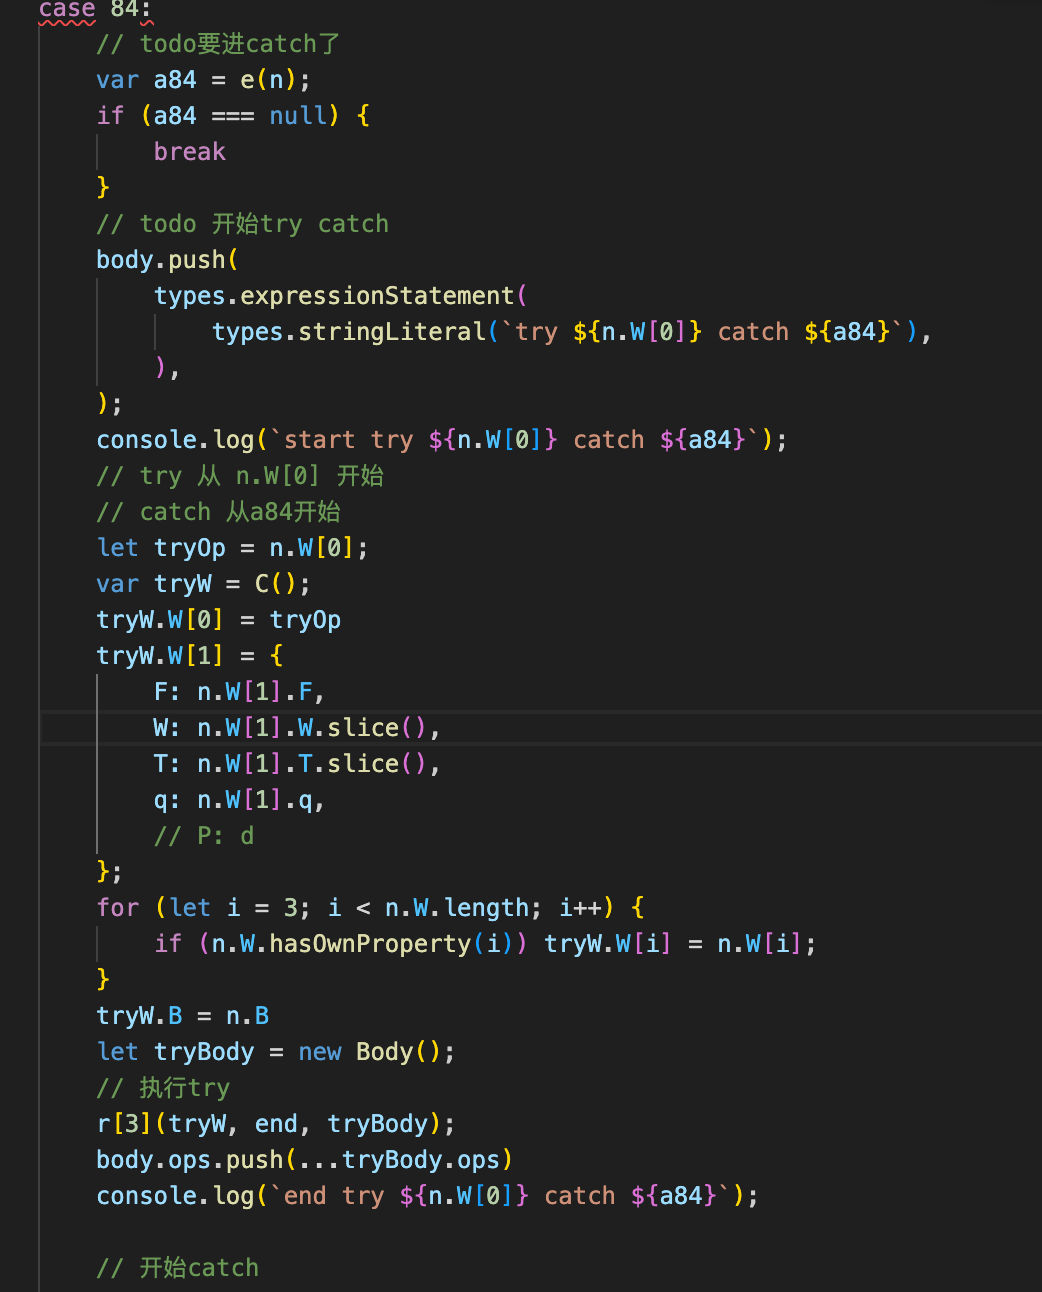 case 84:
// todo要进catch了
var a84 = e(n);
if (a84 === null) {
break
}
// todo 开始try catch
body.push(
types.expressionStatement(
types.stringLiteral(`try ${n.W[0]} catch ${a84}`),
),
);
console.log(`start try ${n.W[0]} catch ${a84}`);
// try 从 n.W[0] 开始
// catch 从a84开始
let tryOp = n.W[0];
var tryW = C();
tryW.W[0] = tryOp
tryW.W[1] = {
F: n.W[1].F,
W: n.W[1].W.slice(),
T: n.W[1].T.slice(),
q: n.W[1].q,
// P: d
};
for (let i = 3; i < n.W.length; i++) {
if (n.W.hasOwnProperty(i)) tryW.W[i] = n.W[i];
}
tryW.B = n.B
let tryBody = new Body();
// 执行try
r[3](tryW, end, tryBody);
body.ops.push(...tryBody.ops)
console.log(`end try ${n.W[0]} catch ${a84}`);
// 开始catch